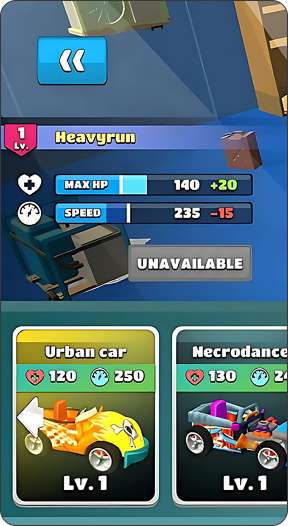 1
Lv.
Heavyrun
MAX HP 140 +20
SPEED 235 -15
UNAVAILABLE
Urban car
120 250
Lv. 1
Necrodance
130
Lv. 1